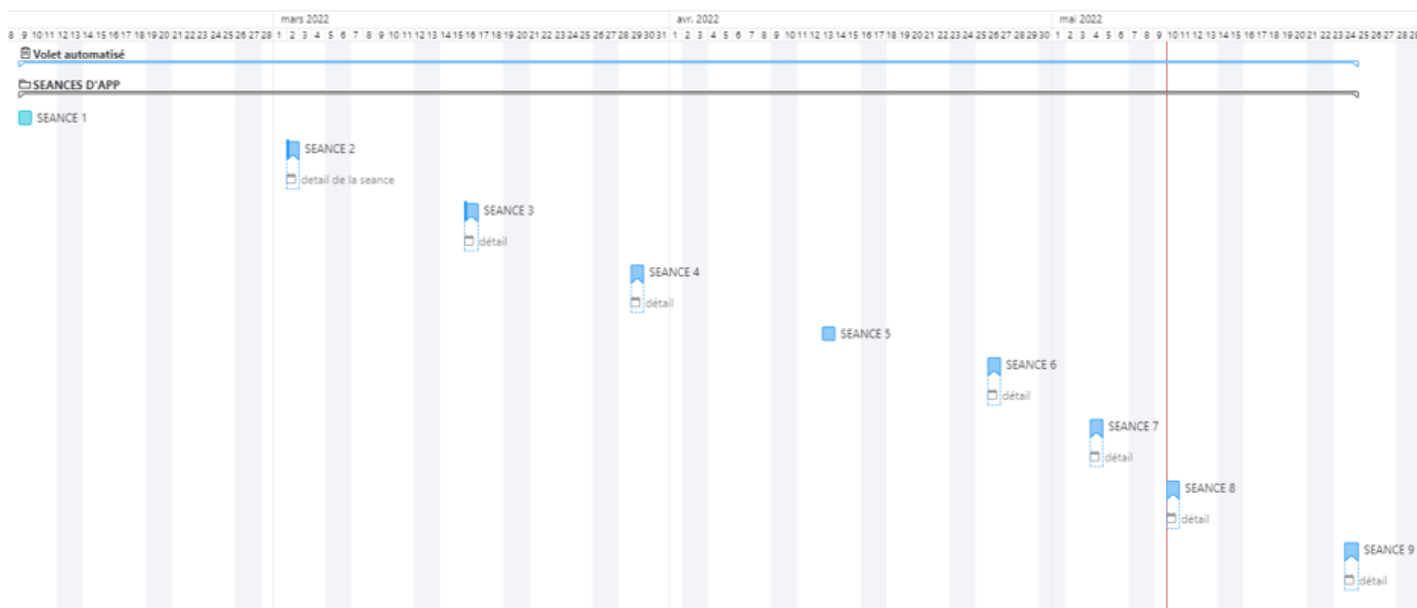 mars 2022 avr. 2022 mai 2022
8 9 10 11 12 13 14 15 16 17 18 19 20 21 22 23 24 25 26 27 28 1 2 3 4 5 6 7 8 9 10 11 12 13 14 15 16 17 18 19 20 21 22 23 24 25 26 27 28 29 30 31 1 2 3 4 5 6 7 8 9 10 11 12 13 14 15 16 17 18 19 20 21 22 23 24 25 26 27 28 29 30 1 2 3 4 5 6 7 8 9 10 11 12 13 14 15 16 17 18 19 20 21 22 23 24 25 26 27 28
Volet automatisé
SEANCES D'APP
SEANCE 1
SEANCE 2
detail de la seance
SEANCE 3
détail
SEANCE 4
détail
SEANCE 5
SEANCE 6
détail
SEANCE 7
détail
SEANCE 8
détail
SEANCE 9
détail